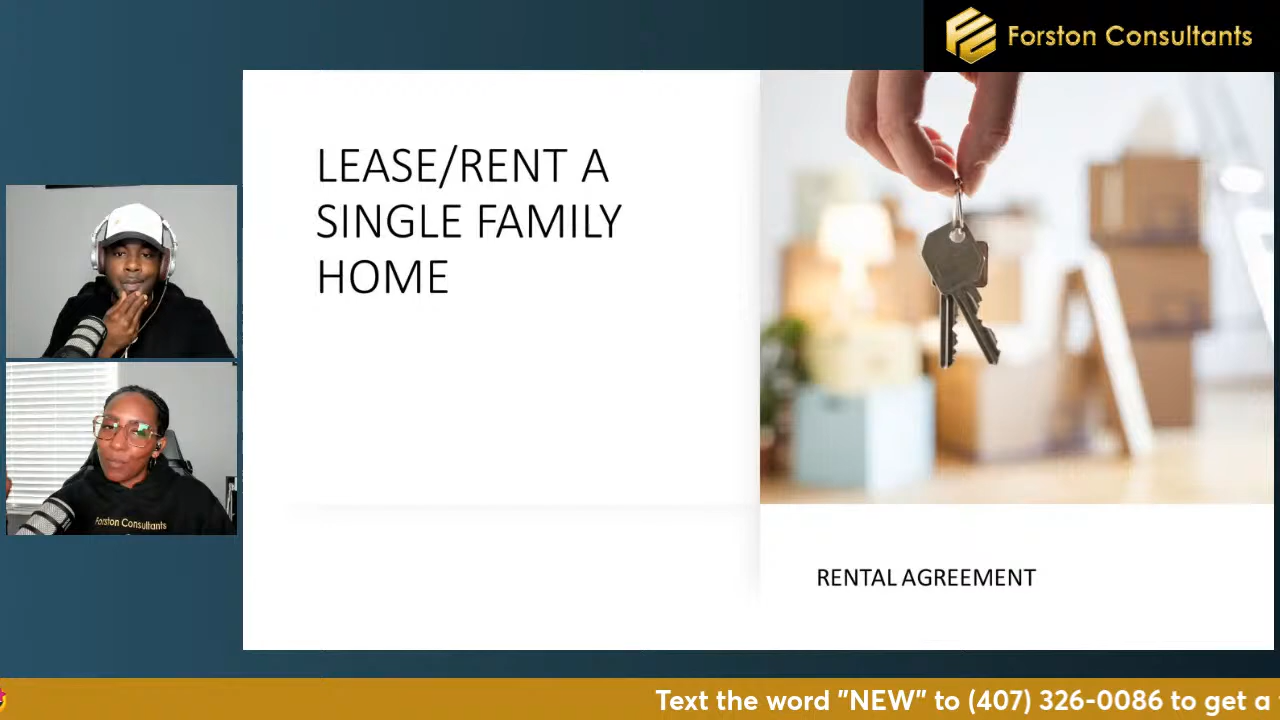 Forston Consultants
LEASE/RENT A
SINGLE FAMILY
HOME
Forston Consultants
RENTAL AGREEMENT
Text the word "NEW" to (407) 326-0086 to get a